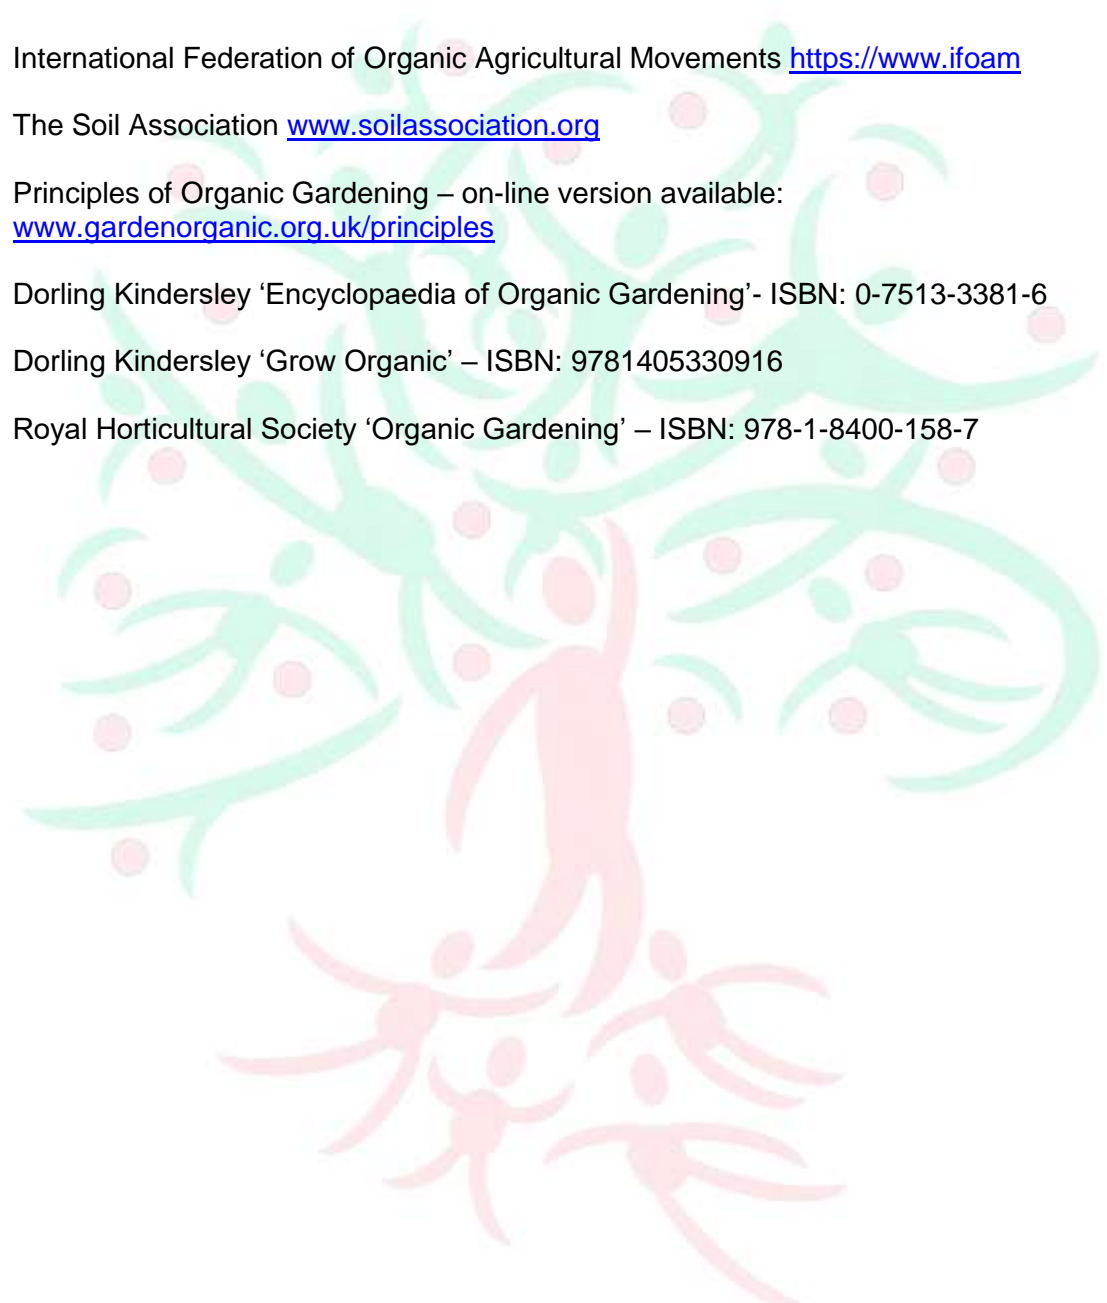 International Federation of Organic Agricultural Movements https://www.ifoam
The Soil Association www.soilassociation.org
Principles of Organic Gardening – on-line version available:
www.gardenorganic.org.uk/principles
Dorling Kindersley ‘Encyclopaedia of Organic Gardening’- ISBN: 0-7513-3381-6
Dorling Kindersley ‘Grow Organic’ – ISBN: 9781405330916
Royal Horticultural Society ‘Organic Gardening’ – ISBN: 978-1-8400-158-7